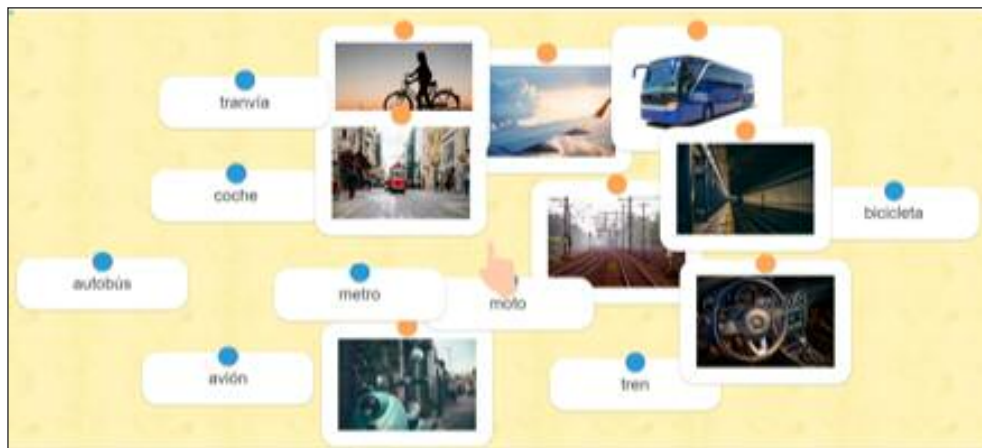 tranvía
coche
bicicleta
autobús
metro
moto
avión
tren